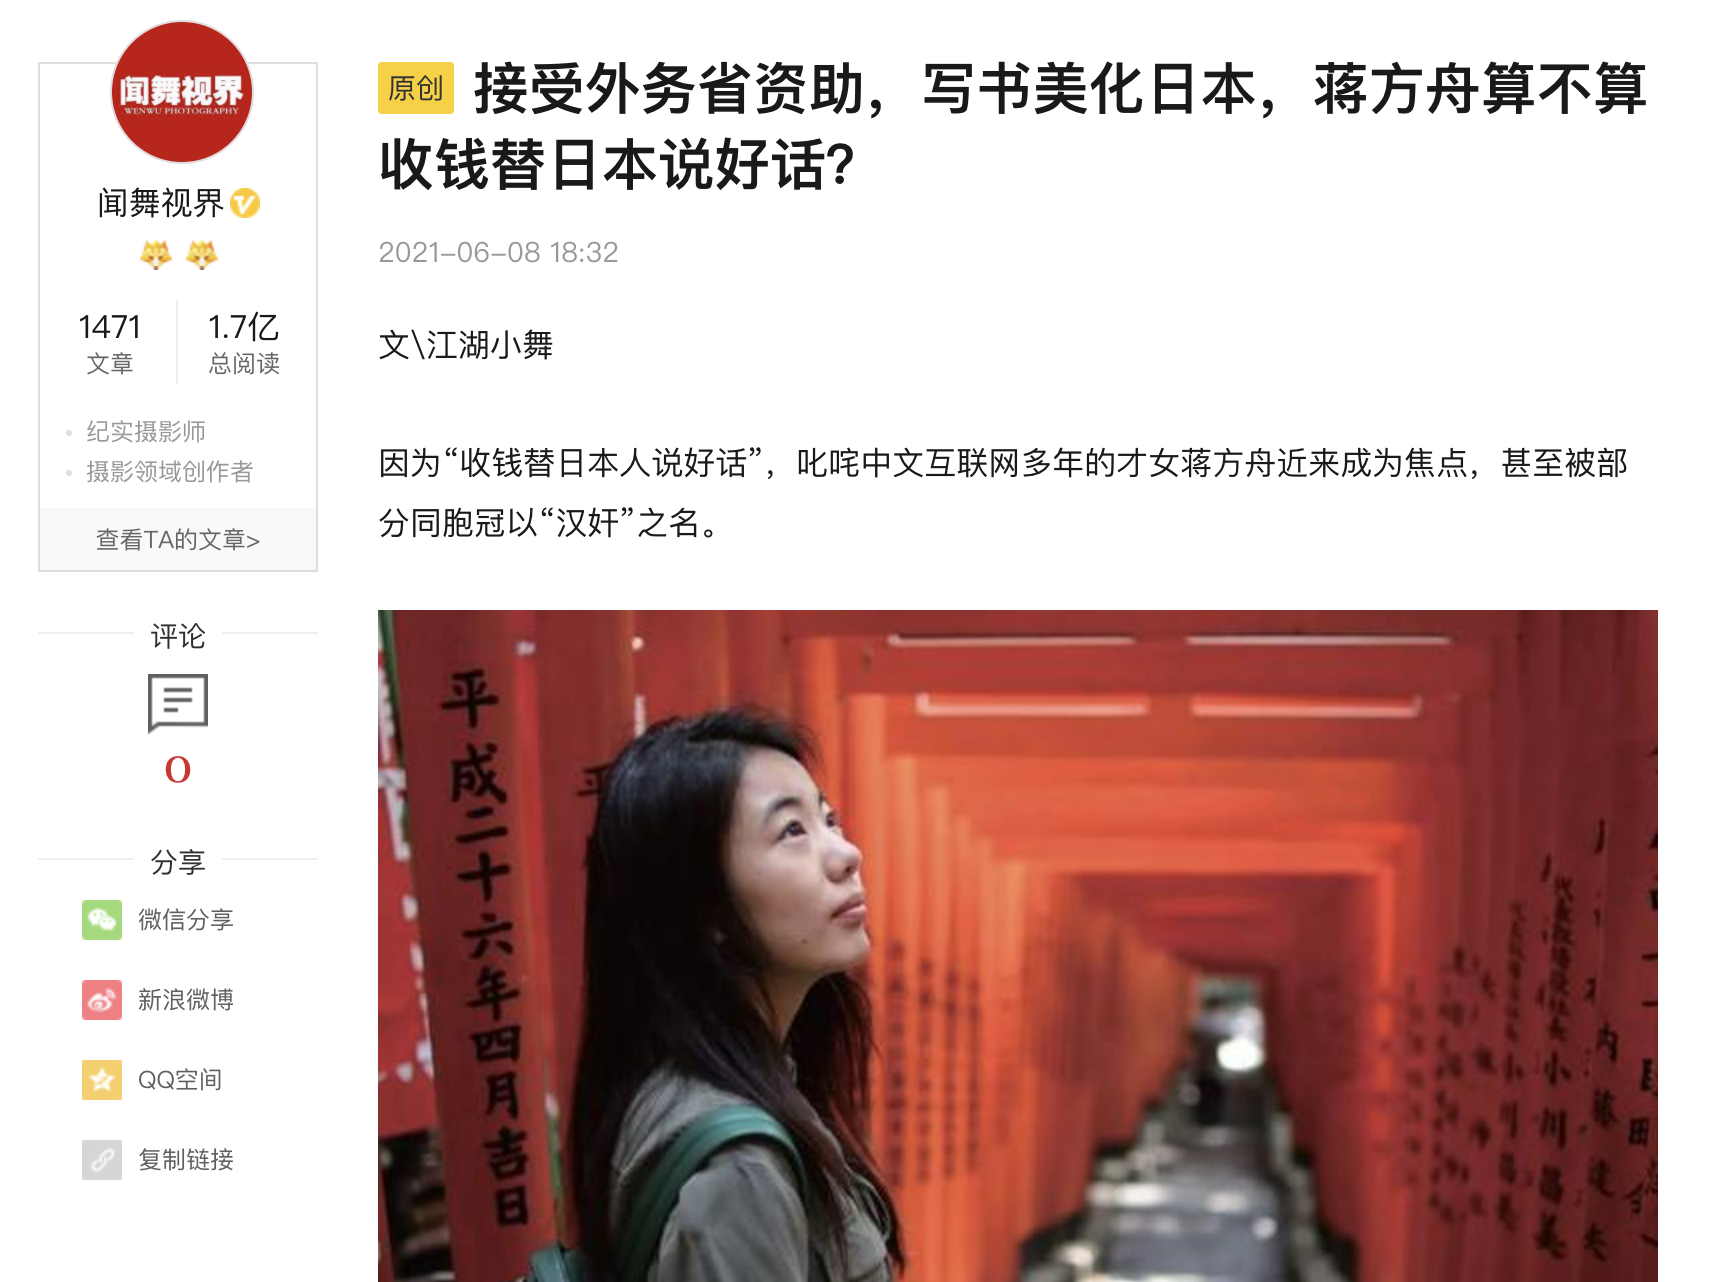 闻舞视界
WENWU PHOTOGRAPHY
闻舞视界
1471
文章
1.7亿
总阅读
纪实摄影师
摄影领域创作者
查看TA的文章>
评论
0
分享
微信分享
新浪微博
QQ空间
复制链接
原创 接受外务省资助，写书美化日本，蒋方舟算不算
收钱替日本说好话?
2021-06-08 18:32
文\江湖小舞
因为“收钱替日本人说好话”，叱咤中文互联网多年的才女蒋方舟近来成为焦点，甚至被部
分同胞冠以“汉奸”之名。
平成二十六年四月吉日
平
小川昌美